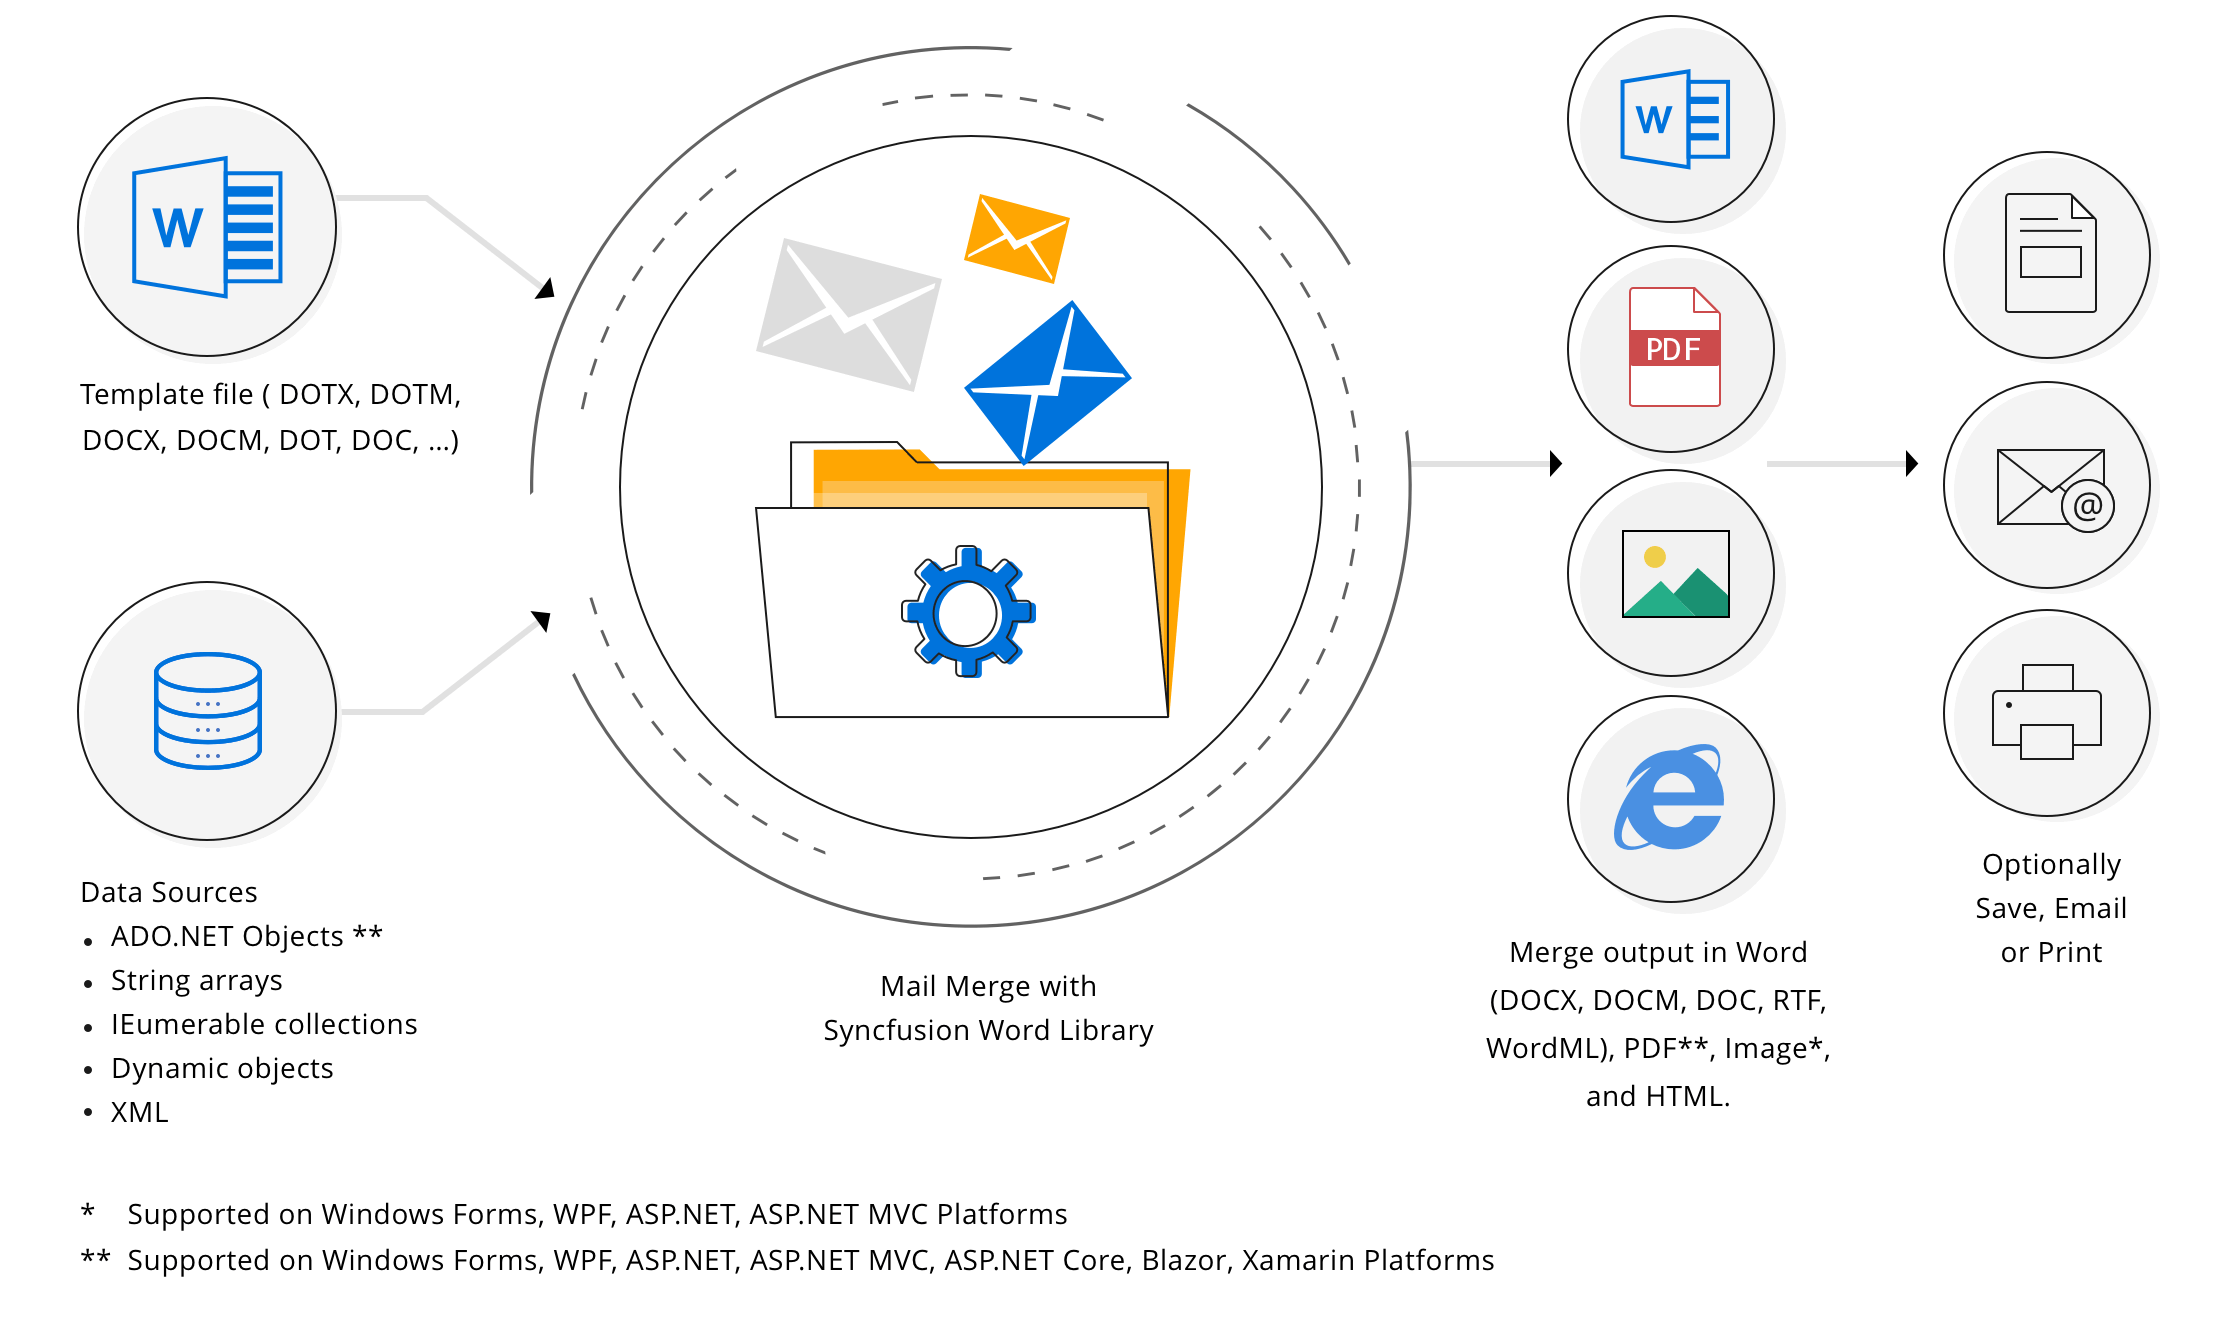 W
Template file ( DOTX, DOTM,
DOCX, DOCM, DOT, DOC, ...)
Data Sources
• ADO.NET Objects **
• String arrays
• IEumerable collections
• Dynamic objects
• XML
Mail Merge with
Syncfusion Word Library
W
PDF
e
Merge output in Word
(DOCX, DOCM, DOC, RTF,
WordML), PDF**, Image*,
and HTML.
@
Optionally
Save, Email
or Print
* Supported on Windows Forms, WPF, ASP.NET, ASP.NET MVC Platforms
** Supported on Windows Forms, WPF, ASP.NET, ASP.NET MVC, ASP.NET Core, Blazor, Xamarin Platforms